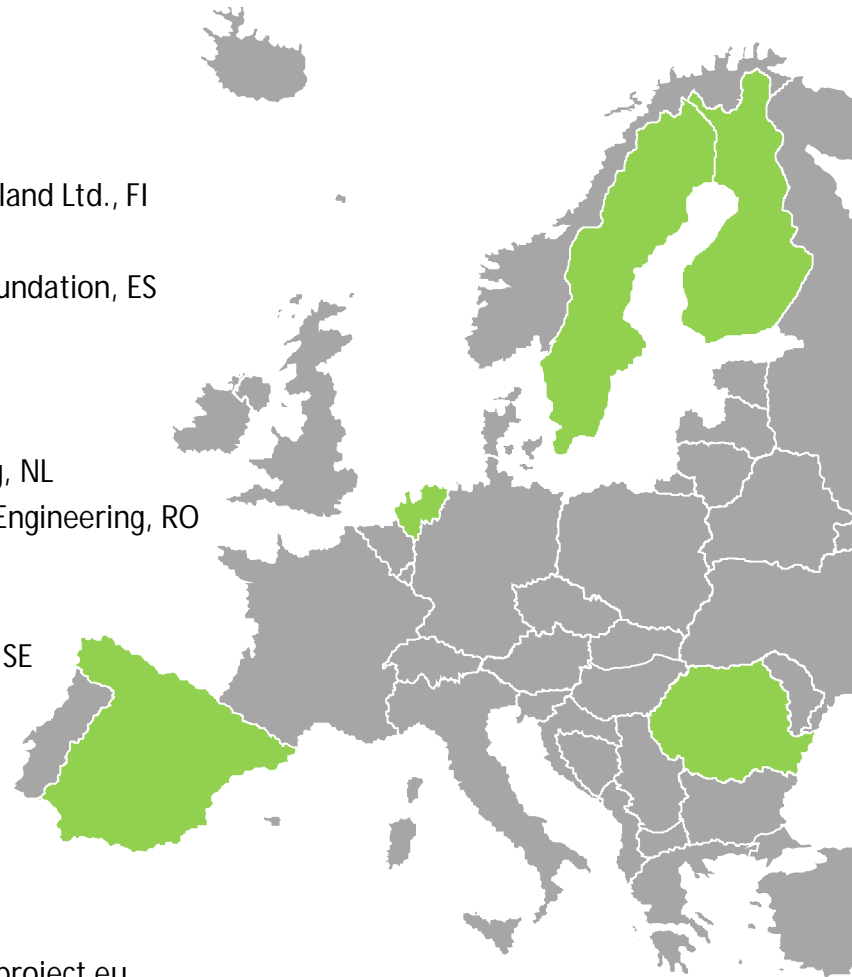 land Ltd., FI
undation, ES
, NL
Engineering, RO
SE
project.eu